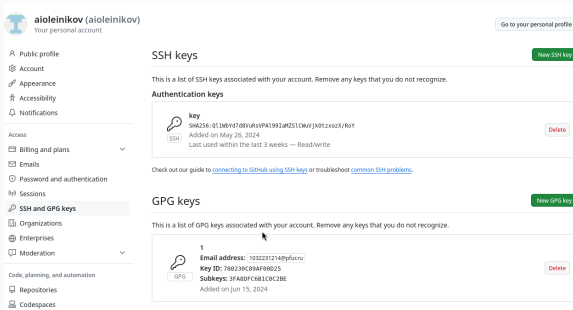 aioleinikov (aioleinikov)
Your personal account
Go to your personal profile
Public profile
Account
Appearance
Accessibility
Notifications
Access
Billing and plans
Emails
Password and authentication
Sessions
SSH and GPG keys
Organizations
Enterprises
Moderation
Code, planning, and automation
Repositories
Codespaces
SSH keys
New SSH key
This is a list of SSH keys associated with your account. Remove any keys that you do not recognize.
Authentication keys
key
SSH
Added on May 26, 2024
Last used within the last 3 weeks — Read/write
Delete
Check out our guide to connecting to GitHub using SSH keys or troubleshoot common SSH problems.
GPG keys
New GPG key
This is a list of GPG keys associated with your account. Remove any keys that you do not recognize.
1
Email address: 1032231214@pfur.ru
Key ID: 780230C89AF00D25
Subkeys: 3FA8DFC6B1C0C2BE
GPG
Added on Jun 15, 2024
Delete